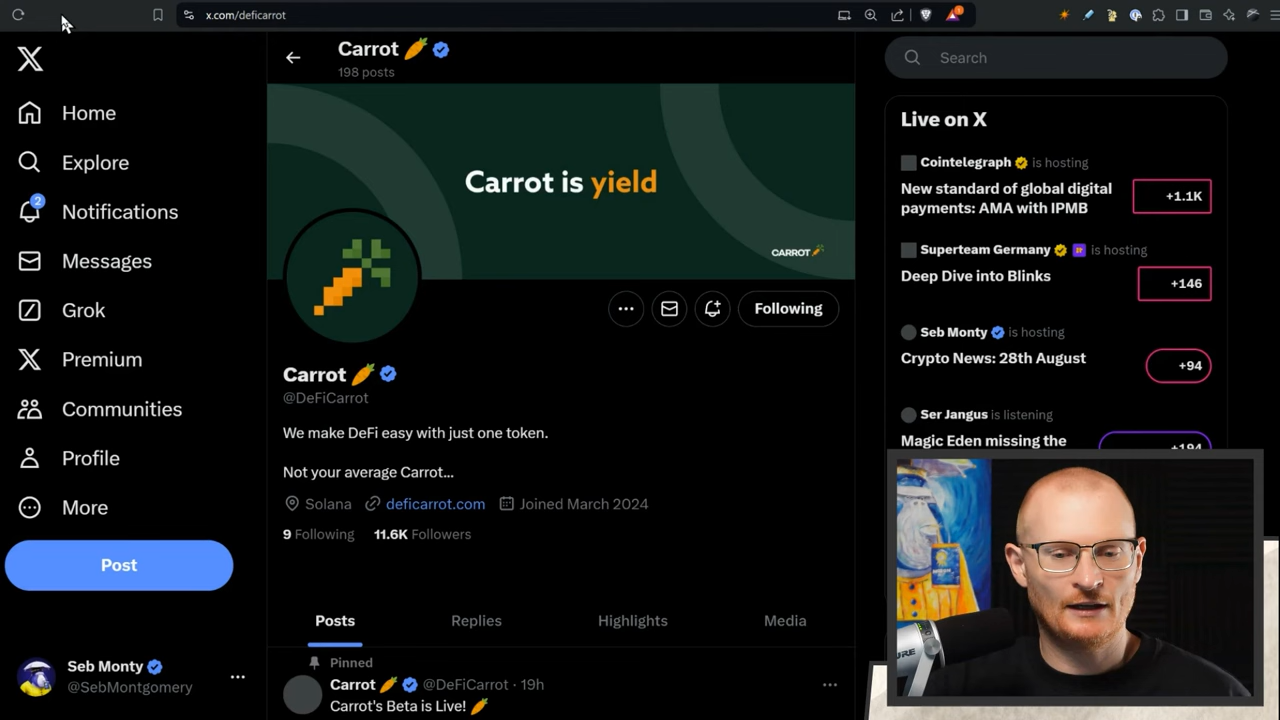 x.com/deficarrot
Carrot 🥕
198 posts
Search
Home
Explore
2
Notifications
Messages
Grok
Premium
Communities
Profile
More
Post
Seb Monty
@SebMontgomery
Carrot is yield
CARROT
Following
Carrot 🥕
@DeFiCarrot
We make DeFi easy with just one token.
Not your average Carrot...
Solana deficarrot.com Joined March 2024
9 Following 11.6K Followers
Posts Replies Highlights Media
Pinned
Carrot 🥕 @DeFiCarrot · 19h
Carrot's Beta is Live! 🥕
Live on X
Cointelegraph is hosting
New standard of global digital
payments: AMA with IPMB
+1.1K
Superteam Germany is hosting
Deep Dive into Blinks
+146
Seb Monty is hosting
Crypto News: 28th August
+94
Ser Jangus is listening
Magic Eden missing the
+194